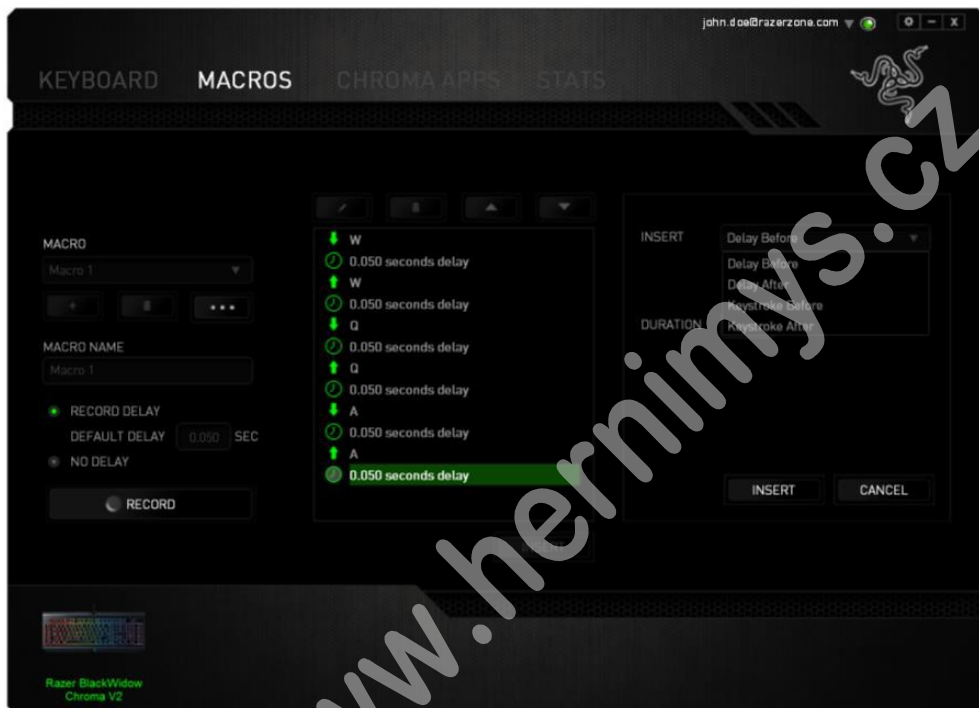 john.doe@razerzone.com
KEYBOARD MACROS CHROMA APPS STATS
MACRO
Macro 1
MACRO NAME
Macro 1
RECORD DELAY
DEFAULT DELAY 0.050 SEC
NO DELAY
RECORD
W
0.050 seconds delay
W
0.050 seconds delay
Q
0.050 seconds delay
Q
0.050 seconds delay
A
0.050 seconds delay
A
0.050 seconds delay
INSERT
INSERT Delay Before
Delay Before
Delay After
Keystroke Before
Keystroke After
DURATION
INSERT CANCEL
Razer BlackWidow
Chroma V2
www.hernimys.cz